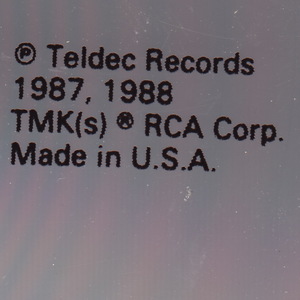 ℗ Teldec Records
1987, 1988
TMK(s) ® RCA Corp.
Made in U.S.A.